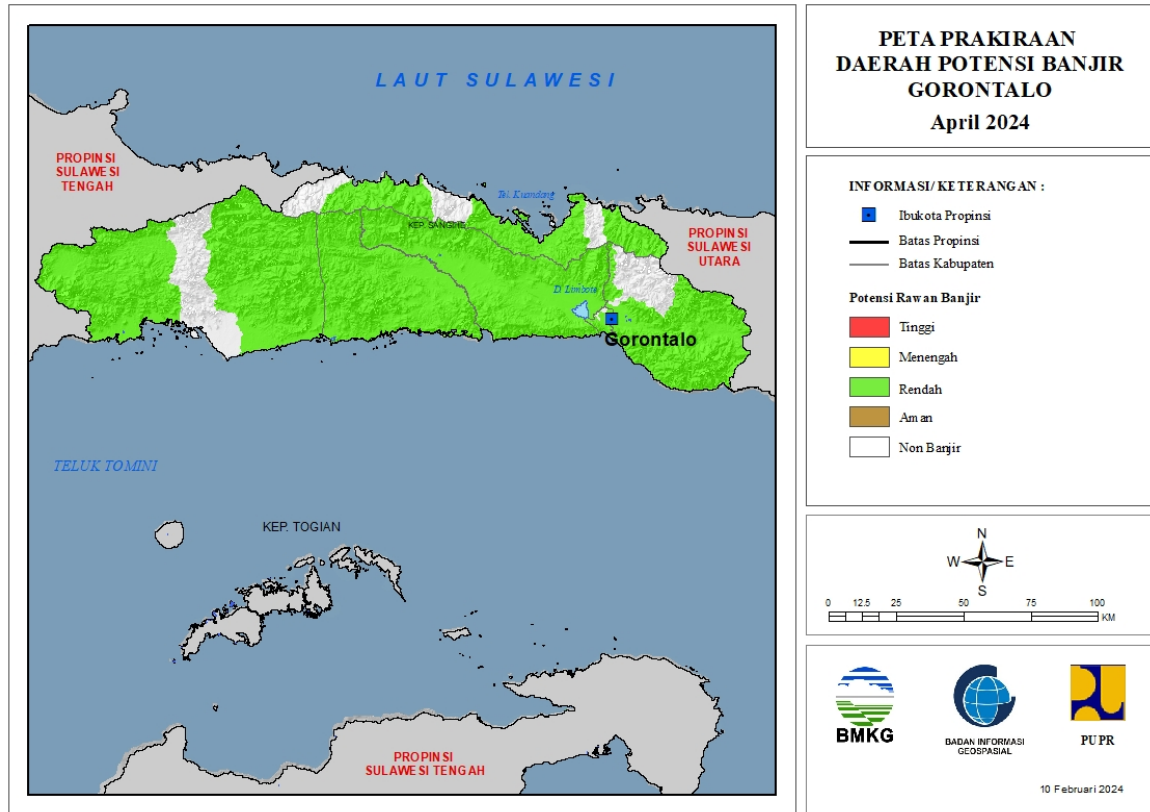 LAUT SULAWESI
PROPINSI
SULAWESI
TENGAH
Tel. Kuandang
KEP. SANGIHE
PROPINSI
SULAWESI
UTARA
D. Limboto
Gorontalo
TELUK TOMINI
KEP. TOGIAN
PROPINSI
SULAWESI TENGAH
PETA PRAKIRAAN
DAERAH POTENSI BANJIR
GORONTALO
April 2024
INFORMASI/ KETERANGAN :
Ibukota Propinsi
Batas Propinsi
Batas Kabupaten
Potensi Rawan Banjir
Tinggi
Menengah
Rendah
Aman
Non Banjir
N
W E
S
0 12.5 25 50 75 100
KM
BMKG
BADAN INFORMASI
GEOSPASIAL
PUPR
10 Februari 2024